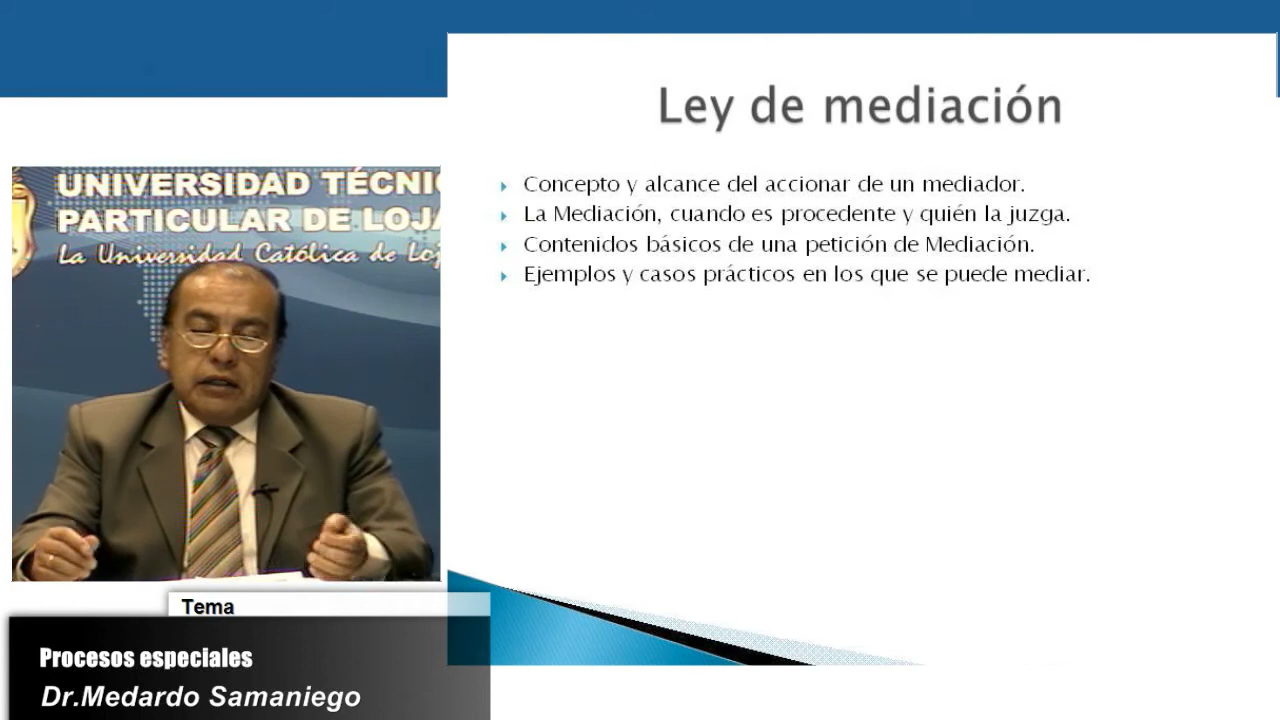 Ley de mediación
Concepto y alcance del accionar de un mediador.
La Mediación, cuando es procedente y quién la juzga.
Contenidos básicos de una petición de Mediación.
Ejemplos y casos prácticos en los que se puede mediar.
UNIVERSIDAD TÉCNIC
PARTICULAR DE LOJA
La Universidad Católica de Loj
Tema
Procesos especiales
Dr.Medardo Samaniego